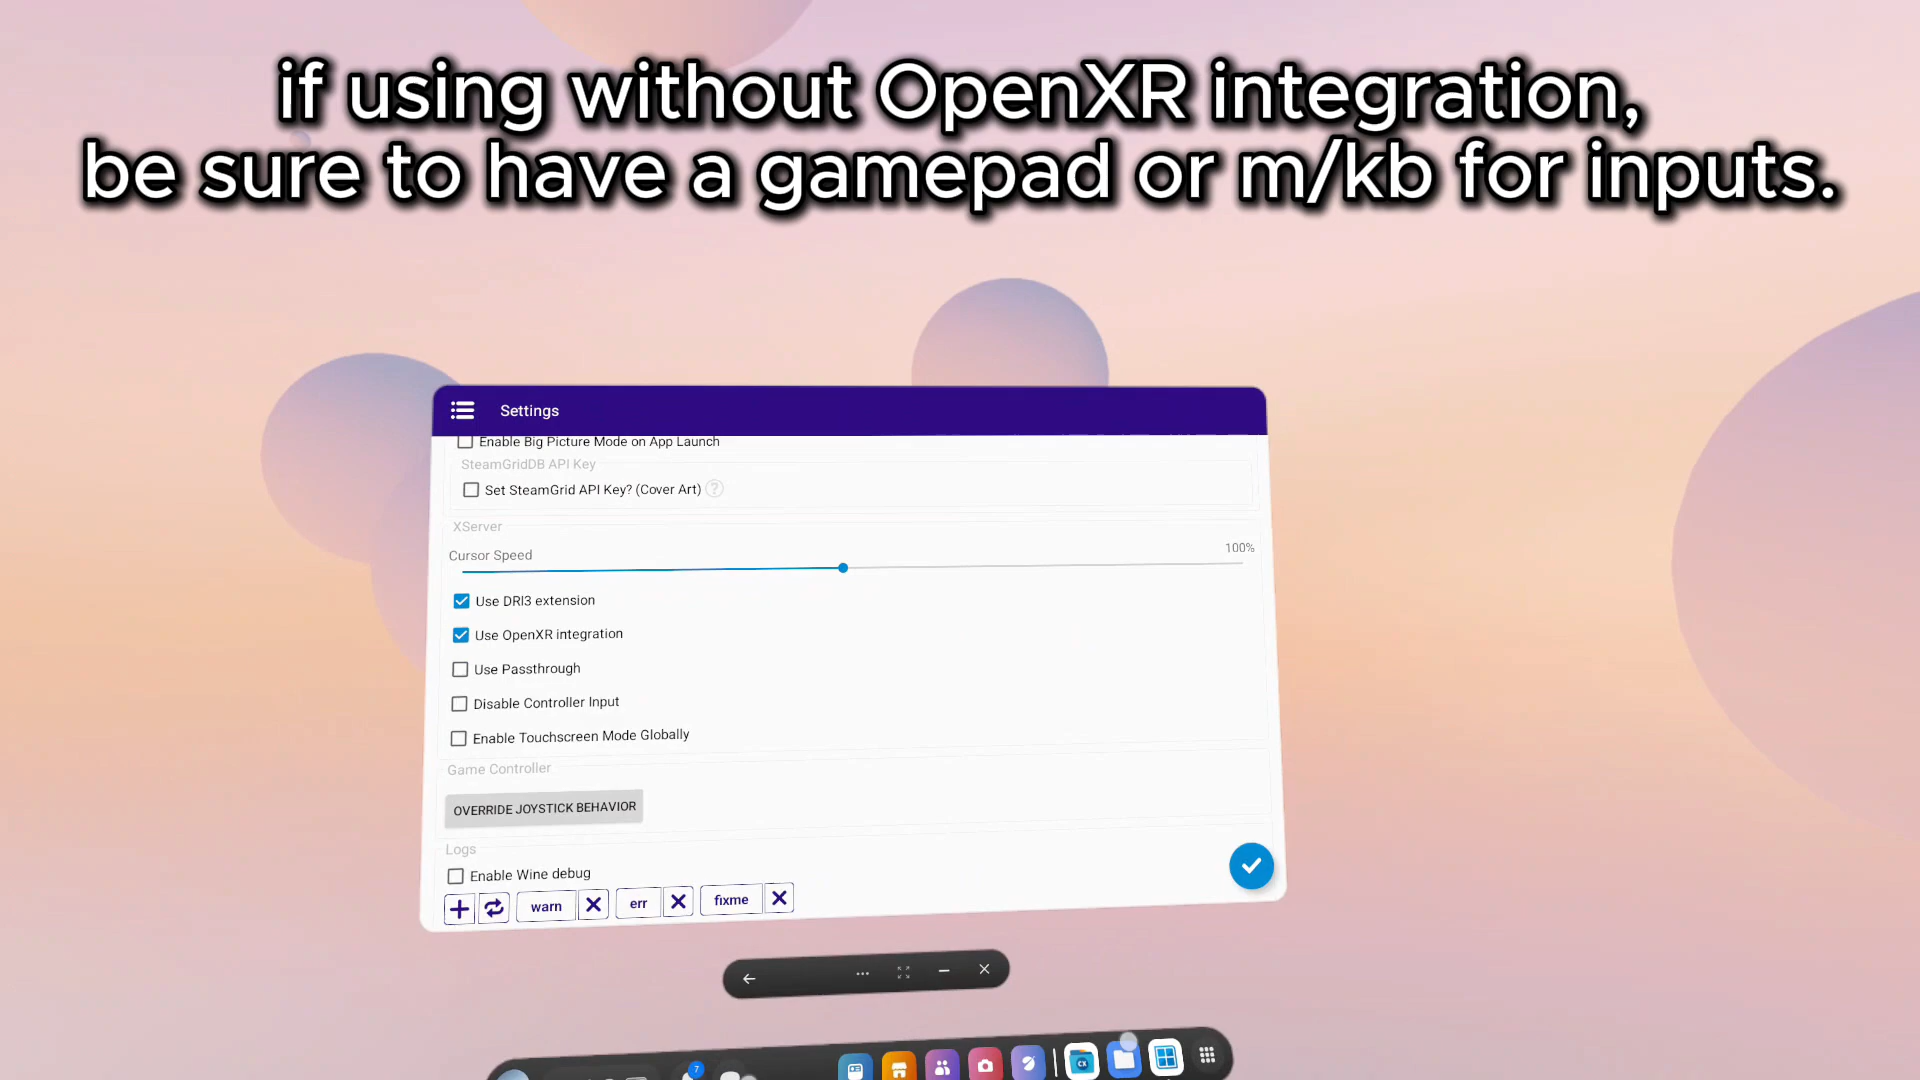 if using without OpenXR integration,
be sure to have a gamepad or m/kb for inputs.
Settings
Enable Big Picture Mode on App Launch
SteamGridDB API Key
Set SteamGrid API Key? (Cover Art) ?
XServer
Cursor Speed
100%
Use DRI3 extension
Use OpenXR integration
Use Passthrough
Disable Controller Input
Enable Touchscreen Mode Globally
Game Controller
OVERRIDE JOYSTICK BEHAVIOR
Logs
Enable Wine debug
warn
err
fixme
7
CX